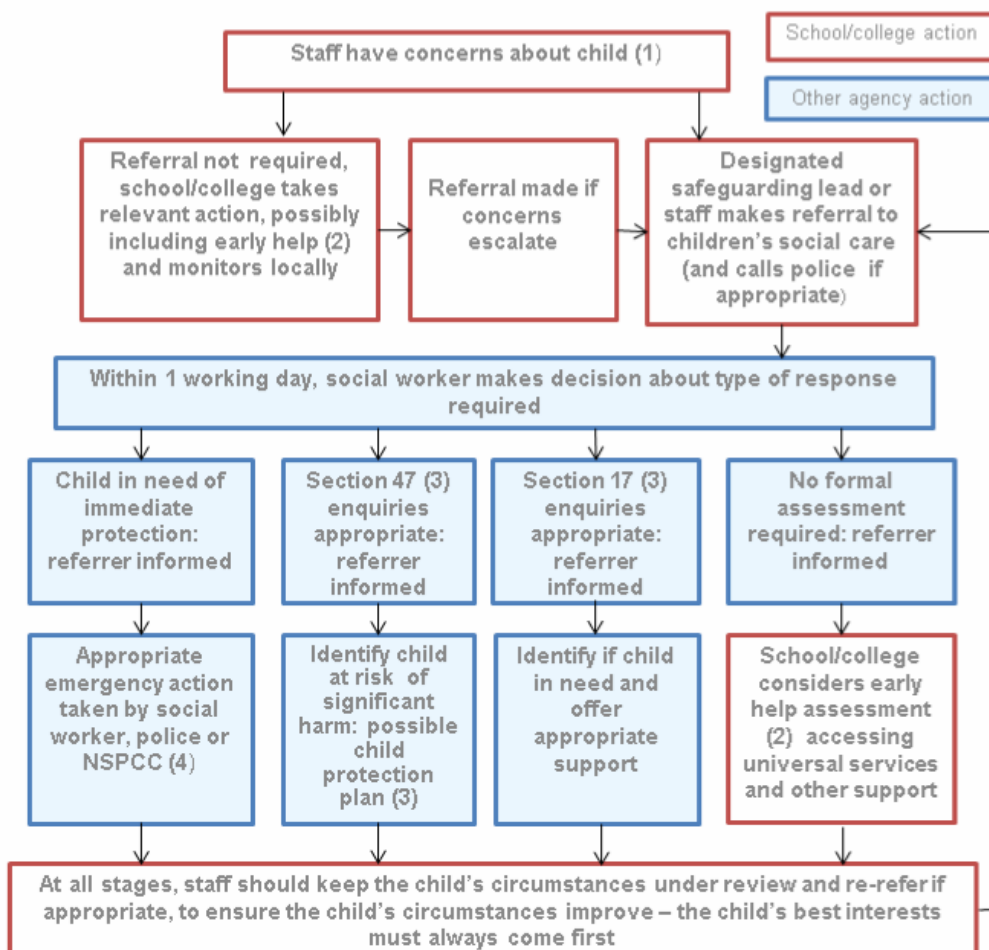 School/college action
Other agency action
Staff have concerns about child (1)
Referral not required,
school/college takes
relevant action, possibly
including early help (2)
and monitors locally
Referral made if
concerns
escalate
Designated
safeguarding lead or
staff makes referral to
children's social care
(and calls police if
appropriate)
Within 1 working day, social worker makes decision about type of response
required
Child in need of
immediate
protection:
referrer informed
Section 47 (3)
enquiries
appropriate:
referrer
informed
Section 17 (3)
enquiries
appropriate:
referrer
informed
No formal
assessment
required: referrer
informed
Appropriate
emergency action
taken by social
worker, police or
NSPCC (4)
Identify child
at risk of
significant
harm: possible
child
protection
plan (3)
Identify if child
in need and
offer
appropriate
support
School/college
considers early
help assessment
(2) accessing
universal services
and other support
At all stages, staff should keep the child's circumstances under review and re-refer if
appropriate, to ensure the child's circumstances improve – the child's best interests
must always come first